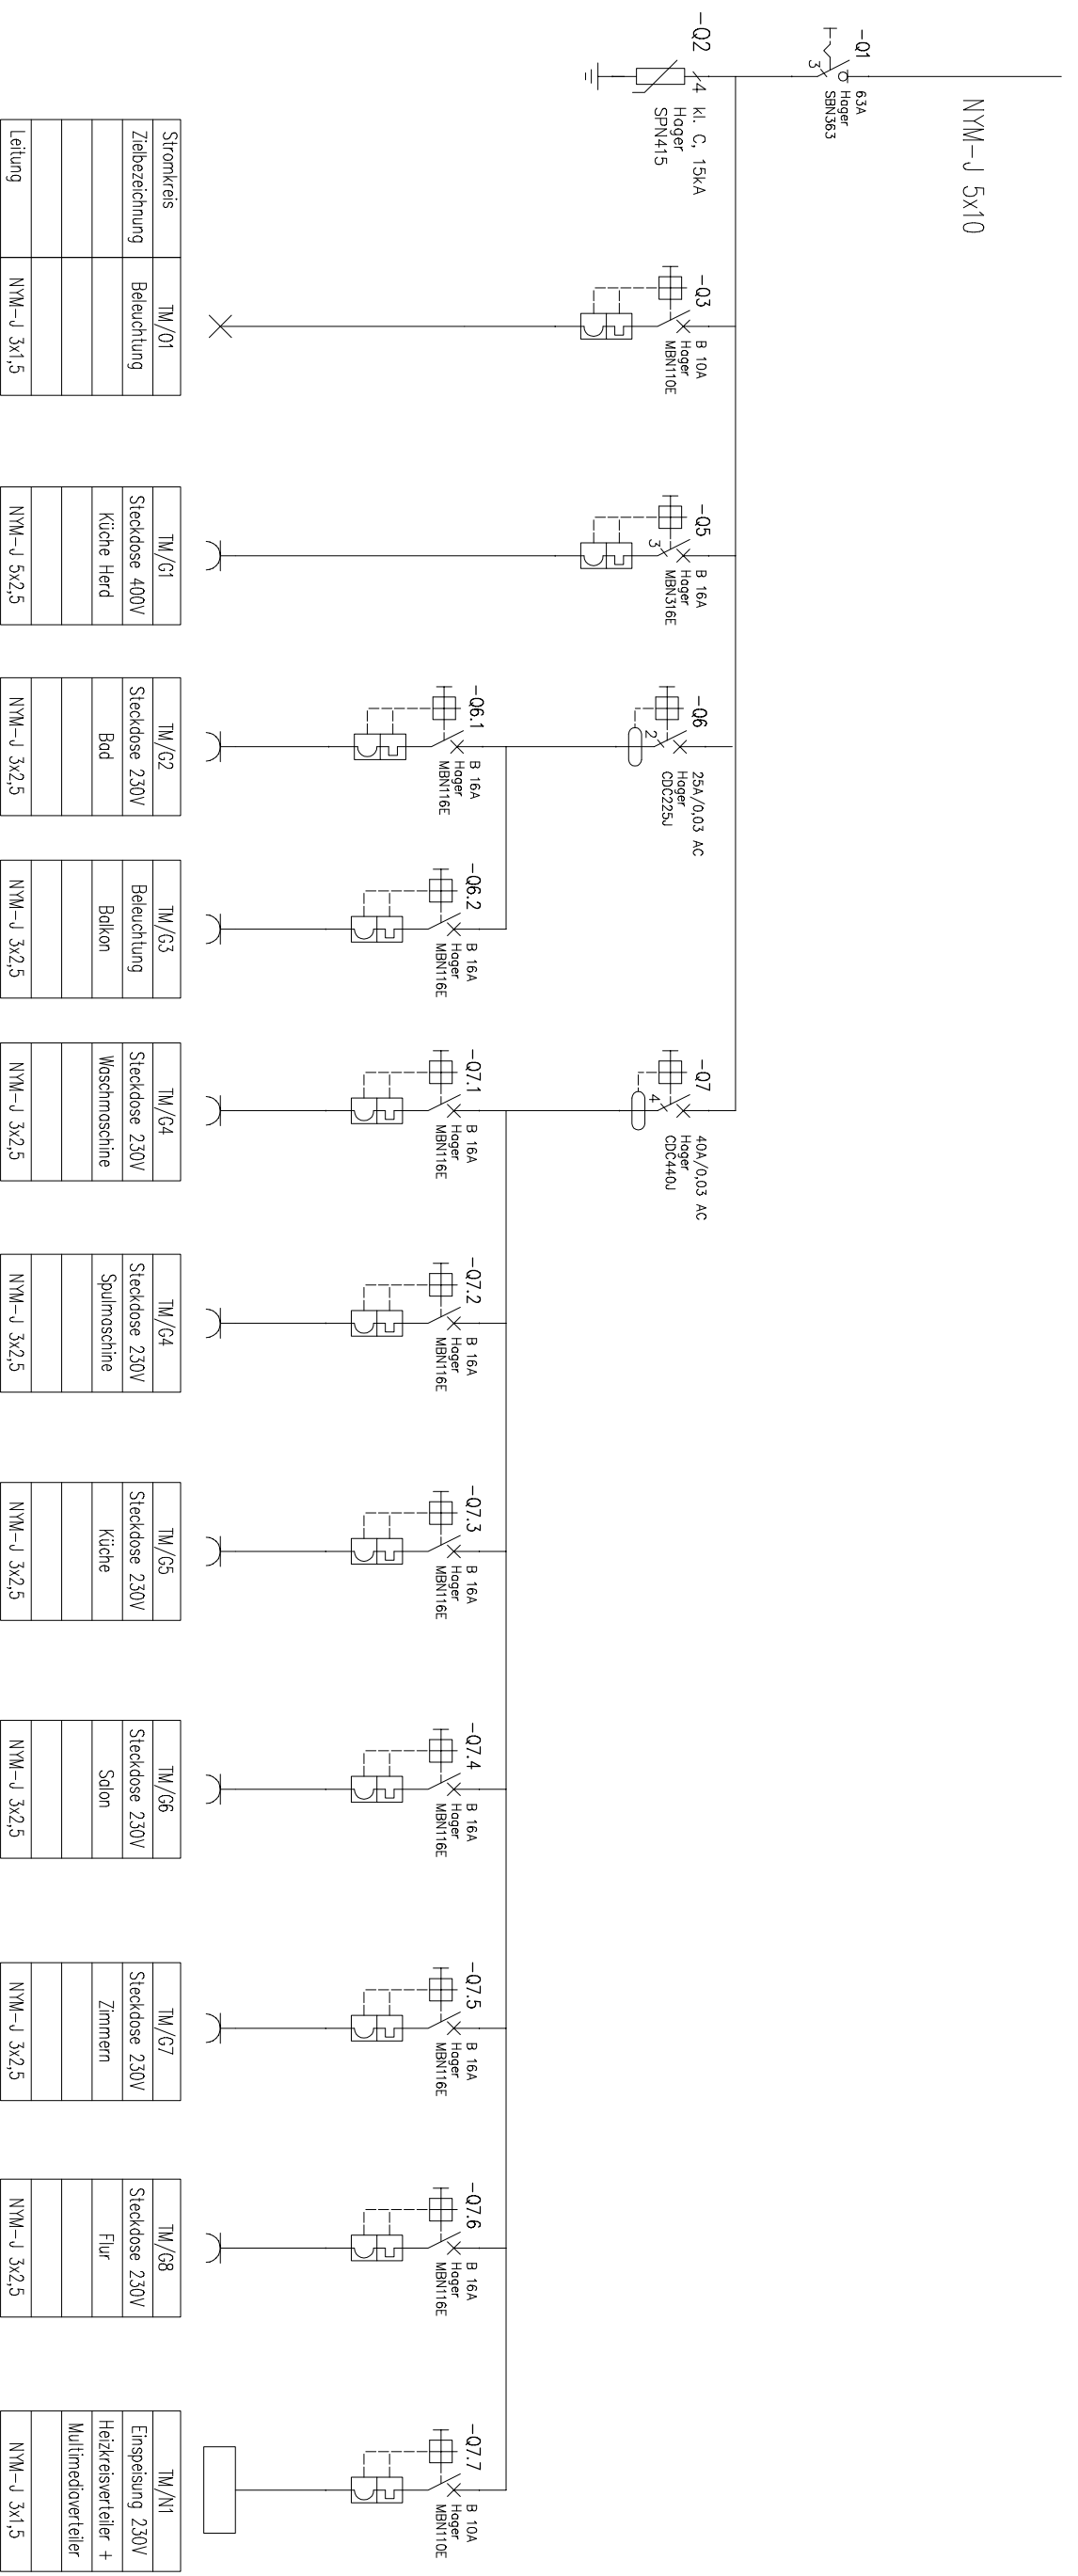 NYM-J 5x10
-Q1
63A
Hager
SBN363
3
-Q2
4
kl. C, 15kA
Hager
SPN415
-Q3
B 10A
Hager
MBN110E
-Q5
B 16A
Hager
MBN316E
3
-Q6
25A/0,03 AC
Hager
CDC225J
2
-Q7
40A/0,03 AC
Hager
CDC440J
4
-Q6.1
B 16A
Hager
MBN116E
-Q6.2
B 16A
Hager
MBN116E
-Q7.1
B 16A
Hager
MBN116E
-Q7.2
B 16A
Hager
MBN116E
-Q7.3
B 16A
Hager
MBN116E
-Q7.4
B 16A
Hager
MBN116E
-Q7.5
B 16A
Hager
MBN116E
-Q7.6
B 16A
Hager
MBN116E
-Q7.7
B 10A
Hager
MBN110E
Stromkreis
Zielbezeichnung
Leitung
TM/01
Beleuchtung
NYM-J 3x1,5
TM/G1
Steckdose 400V
Küche Herd
NYM-J 5x2,5
TM/G2
Steckdose 230V
Bad
NYM-J 3x2,5
TM/G3
Beleuchtung
Balkon
NYM-J 3x2,5
TM/G4
Steckdose 230V
Waschmaschine
NYM-J 3x2,5
TM/G4
Steckdose 230V
Spulmaschine
NYM-J 3x2,5
TM/G5
Steckdose 230V
Küche
NYM-J 3x2,5
TM/G6
Steckdose 230V
Salon
NYM-J 3x2,5
TM/G7
Steckdose 230V
Zimmern
NYM-J 3x2,5
TM/G8
Steckdose 230V
Flur
NYM-J 3x2,5
TM/N1
Einspeisung 230V
Heizkreisverteiler +
Multimediaverteiler
NYM-J 3x1,5